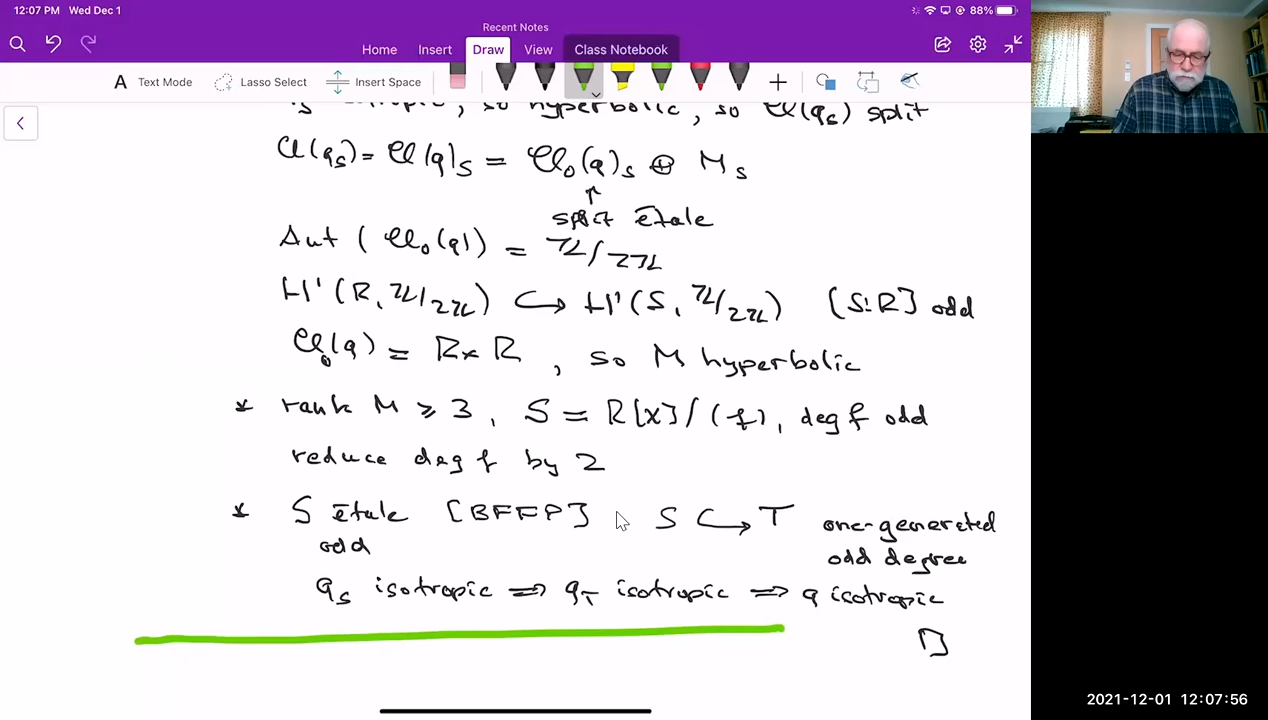 12:07 PM Wed Dec 1
88%
Recent Notes
Home Insert Draw View Class Notebook
Text Mode Lasso Select Insert Space
so hyperbolic, so Cl(q_S) split
Cl(q_S) = Cl(q)_S = Cl_0(q)_S ⊕ M_S
↑
split étale
Aut (Cl_0(q)) = ℤ/2ℤ
H'(R, ℤ/2ℤ) ↪ H'(S, ℤ/2ℤ) [S:R] odd
Cl_0(q) = R×R, so M hyperbolic
* rank M ≥ 3, S = R[x]/(f), deg f odd
reduce deg f by 2
* S étale [BFFP] S ↪ T one-generated
odd odd degree
q_S isotropic ⇒ q_T isotropic ⇒ q isotropic
2021-12-01 12:07:56